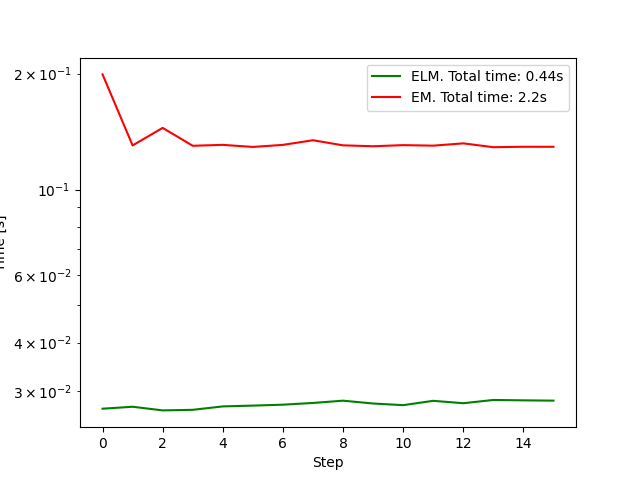 ELM. Total time: 0.44s
EM. Total time: 2.2s
2 × 10⁻¹
10⁻¹
6 × 10⁻²
4 × 10⁻²
3 × 10⁻²
0 2 4 6 8 10 12 14
Step